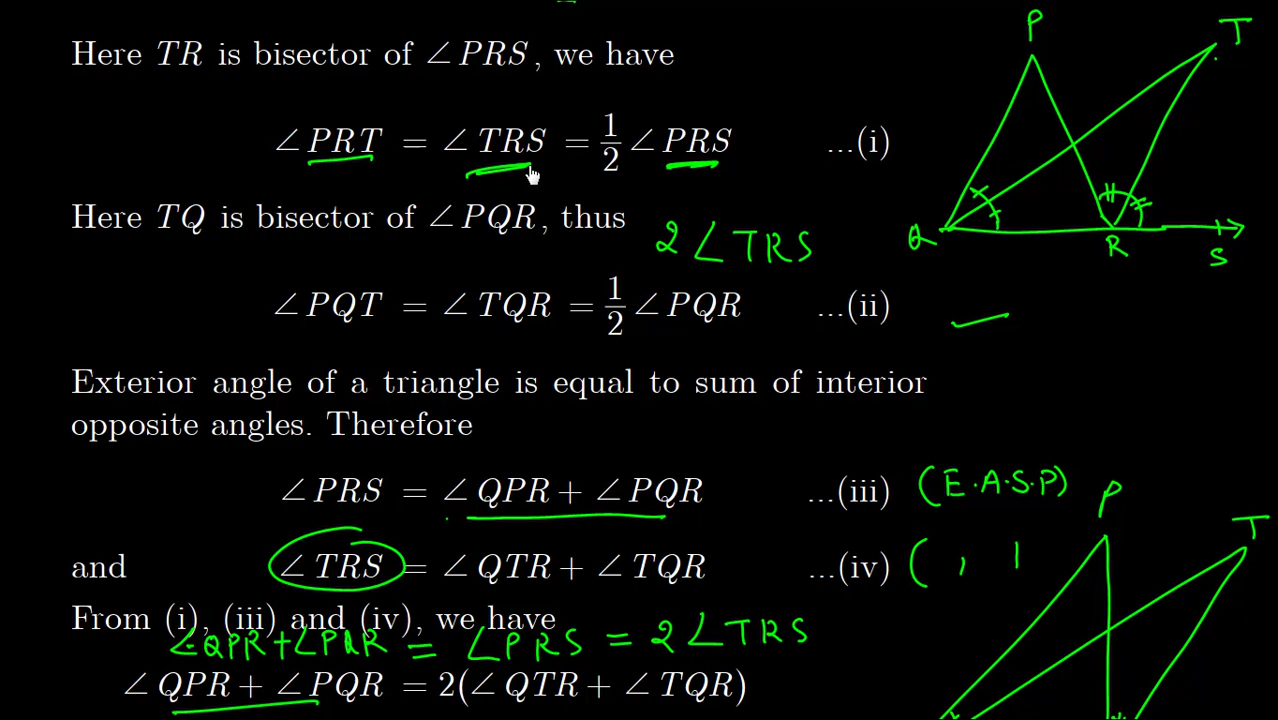 Here TR is bisector of ∠PRS, we have
∠PRT = ∠TRS = 1/2 ∠PRS ...(i)
Here TQ is bisector of ∠PQR, thus
2∠TRS
∠PQT = ∠TQR = 1/2 ∠PQR ...(ii)
Exterior angle of a triangle is equal to sum of interior
opposite angles. Therefore
∠PRS = ∠QPR + ∠PQR ...(iii) (E.A.S.P)
and ∠TRS = ∠QTR + ∠TQR ...(iv)
From (i), (iii) and (iv), we have
∠QPR+∠PQR = ∠PRS = 2∠TRS
∠QPR + ∠PQR = 2(∠QTR + ∠TQR)
P T
Q R S
P T